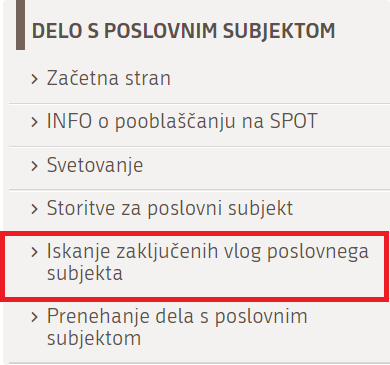 DELO S POSLOVNIM SUBJEKTOM
Začetna stran
INFO o pooblaščanju na SPOT
Svetovanje
Storitve za poslovni subjekt
Iskanje zaključenih vlog poslovnega
subjekta
Prenehanje dela s poslovnim
subjektom